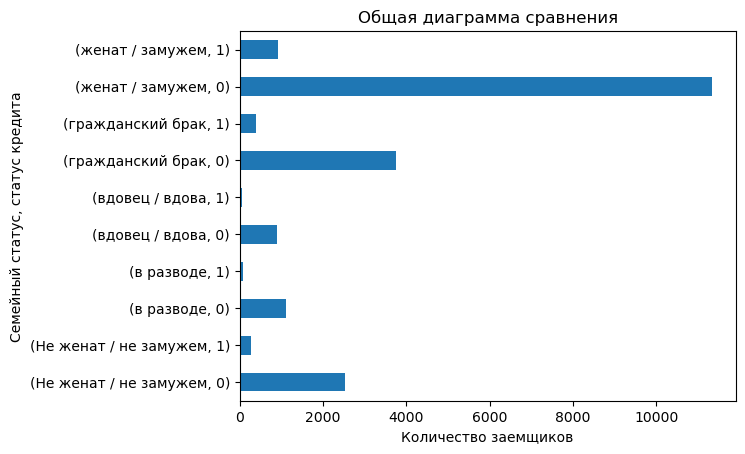 Общая диаграмма сравнения
Семейный статус, статус кредита
(женат / замужем, 1)
(женат / замужем, 0)
(гражданский брак, 1)
(гражданский брак, 0)
(вдовец / вдова, 1)
(вдовец / вдова, 0)
(в разводе, 1)
(в разводе, 0)
(Не женат / не замужем, 1)
(Не женат / не замужем, 0)
0 2000 4000 6000 8000 10000
Количество заемщиков